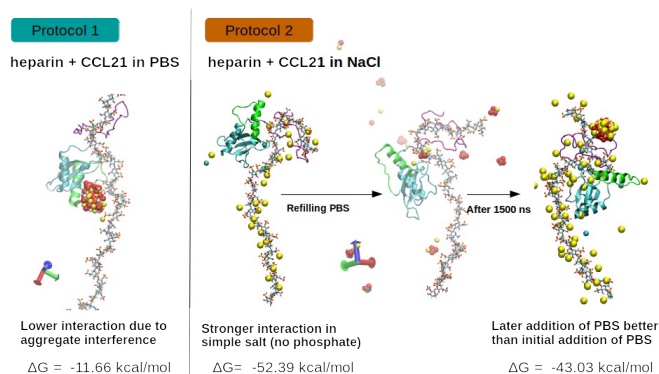 Protocol 1
heparin + CCL21 in PBS
Lower interaction due to
aggregate interference
ΔG = -11.66 kcal/mol
Protocol 2
heparin + CCL21 in NaCl
Refilling PBS
After 1500 ns
Stronger interaction in
simple salt (no phosphate)
ΔG= -52.39 kcal/mol
Later addition of PBS better
than initial addition of PBS
ΔG = -43.03 kcal/mol